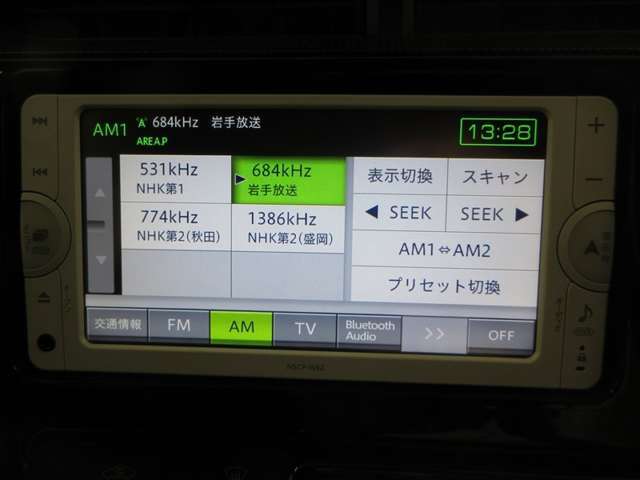 AM1 684kHz 岩手放送
AREA.P
13:28
531kHz
NHK第1
684kHz
岩手放送
774kHz
NHK第2(秋田)
1386kHz
NHK第2(盛岡)
表示切換 スキャン
◀ SEEK SEEK ▶
AM1⇔AM2
プリセット切換
交通情報 FM AM TV Bluetooth Audio >> OFF